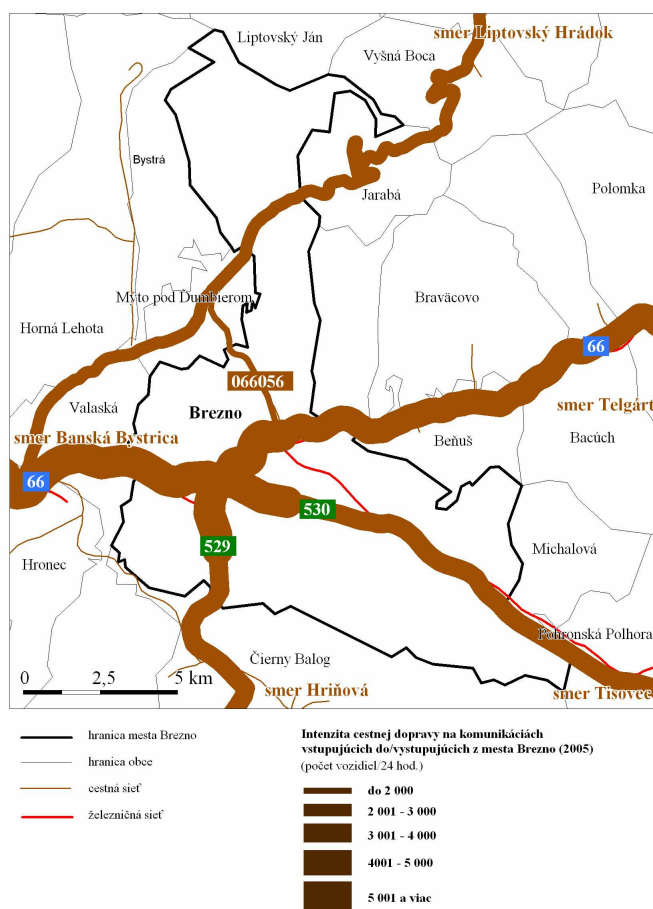 smer Liptovský Hrádok
Liptovský Ján
Vyšná Boca
Bystrá
Polomka
Jarabá
Mýto pod Ďumbierom
Braväcovo
Horná Lehota
66
066056
Valaská
Brezno
smer Telgárt
smer Banská Bystrica
Beňuš
Bacúch
66
530
529
Hronec
Michalová
Pohronská Polhora
Čierny Balog
0 2,5 5 km
smer Hriňová
smer Tisovec
hranica mesta Brezno
hranica obce
cestná sieť
železničná sieť
Intenzita cestnej dopravy na komunikáciách
vstupujúcich do/vystupujúcich z mesta Brezno (2005)
(počet vozidiel/24 hod.)
do 2 000
2 001 - 3 000
3 001 - 4 000
4001 - 5 000
5 001 a viac